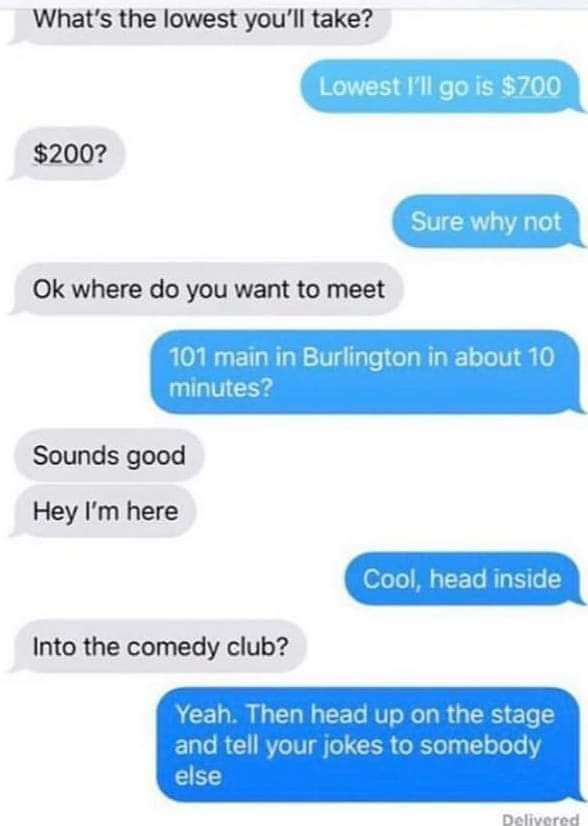 What's the lowest you'll take?
Lowest I'll go is $700
$200?
Sure why not
Ok where do you want to meet
101 main in Burlington in about 10
minutes?
Sounds good
Hey I'm here
Cool, head inside
Into the comedy club?
Yeah. Then head up on the stage
and tell your jokes to somebody
else
Delivered